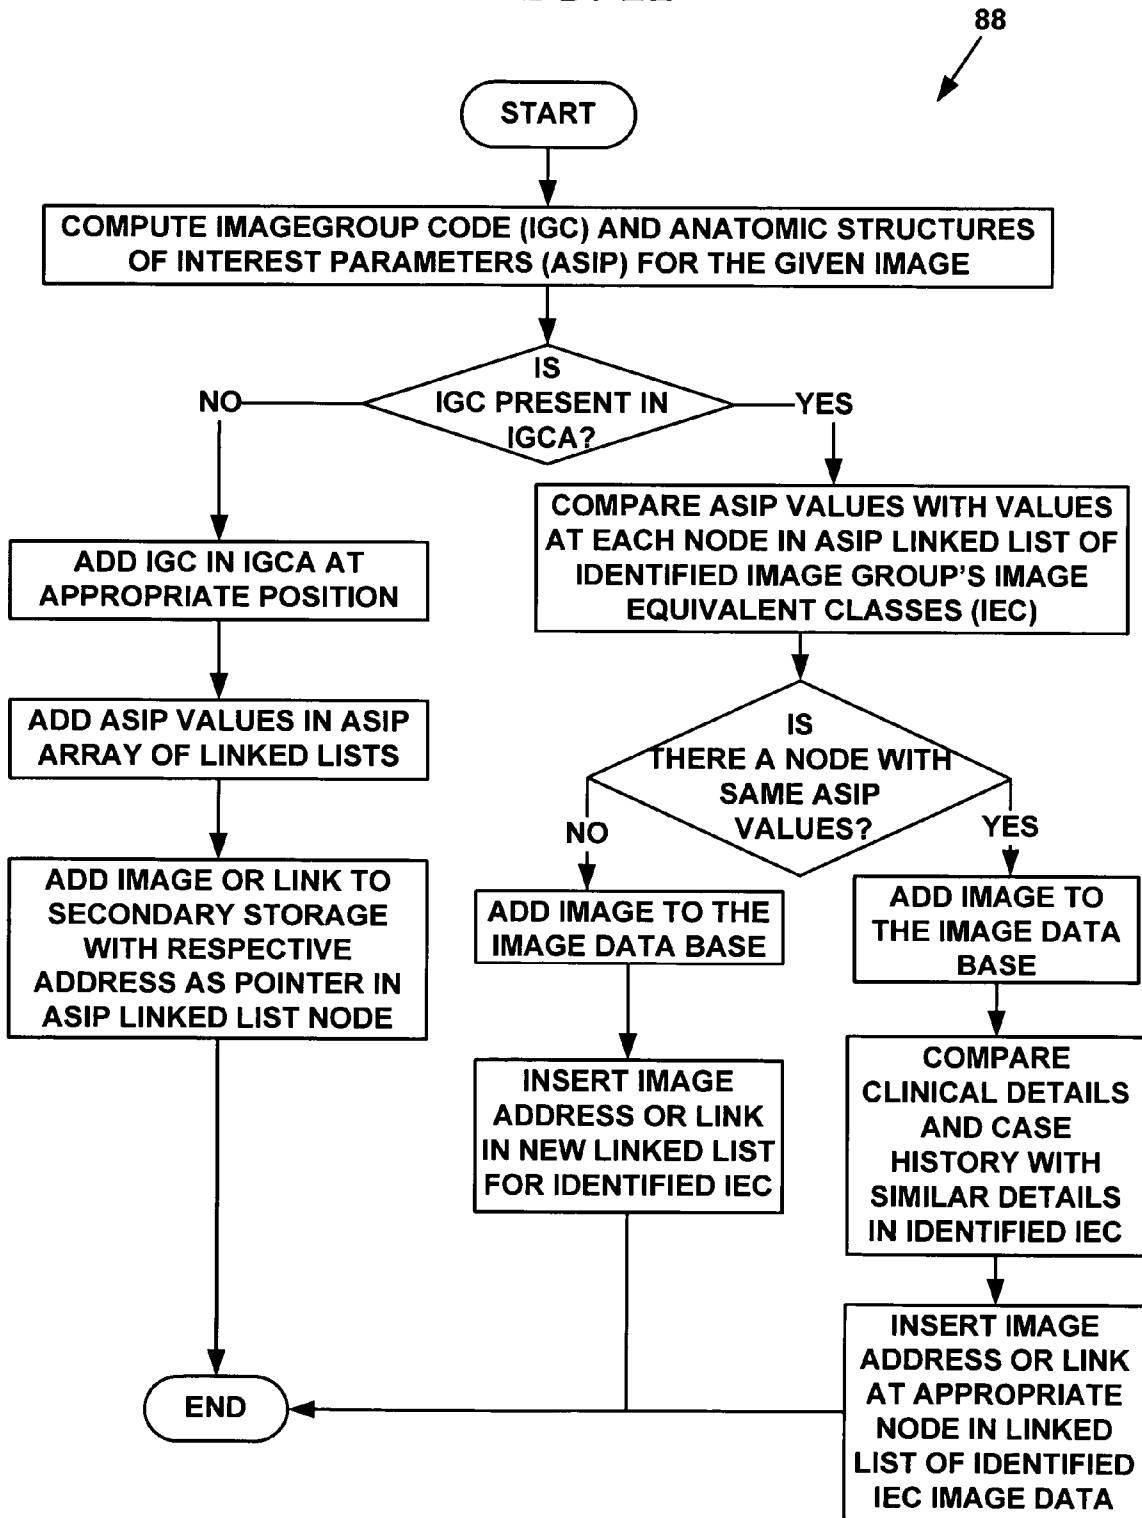 88
START
COMPUTE IMAGEGROUP CODE (IGC) AND ANATOMIC STRUCTURES
OF INTEREST PARAMETERS (ASIP) FOR THE GIVEN IMAGE
IS
IGC PRESENT IN
IGCA?
NO
YES
ADD IGC IN IGCA AT
APPROPRIATE POSITION
ADD ASIP VALUES IN ASIP
ARRAY OF LINKED LISTS
ADD IMAGE OR LINK TO
SECONDARY STORAGE
WITH RESPECTIVE
ADDRESS AS POINTER IN
ASIP LINKED LIST NODE
COMPARE ASIP VALUES WITH VALUES
AT EACH NODE IN ASIP LINKED LIST OF
IDENTIFIED IMAGE GROUP'S IMAGE
EQUIVALENT CLASSES (IEC)
IS
THERE A NODE WITH
SAME ASIP
VALUES?
NO
YES
ADD IMAGE TO THE
IMAGE DATA BASE
INSERT IMAGE
ADDRESS OR LINK
IN NEW LINKED LIST
FOR IDENTIFIED IEC
ADD IMAGE TO
THE IMAGE DATA
BASE
COMPARE
CLINICAL DETAILS
AND CASE
HISTORY WITH
SIMILAR DETAILS
IN IDENTIFIED IEC
INSERT IMAGE
ADDRESS OR LINK
AT APPROPRIATE
NODE IN LINKED
LIST OF IDENTIFIED
IEC IMAGE DATA
END